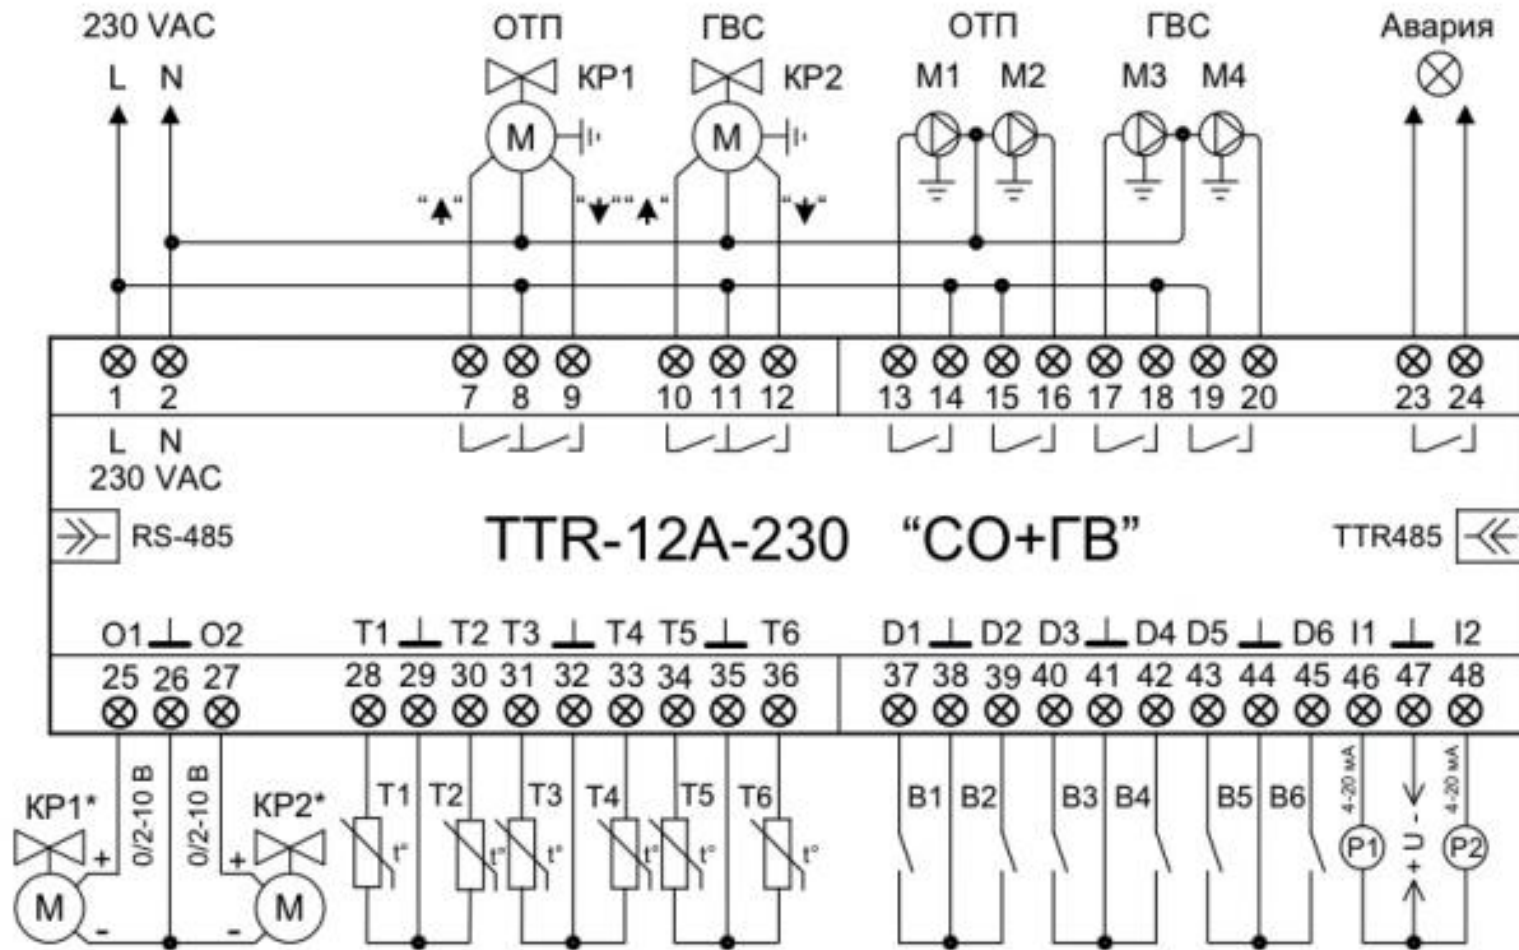 230 VAC ОТП ГВС ОТП ГВС Авария
L N КР1 КР2 M1 M2 M3 M4
M M
“ “ “ “ “ “ “ “
1 2 7 8 9 10 11 12 13 14 15 16 17 18 19 20 23 24
L N
230 VAC
RS-485 TTR-12A-230 “СО+ГВ” TTR485
O1 O2 T1 T2 T3 T4 T5 T6 D1 D2 D3 D4 D5 D6 I1 I2
25 26 27 28 29 30 31 32 33 34 35 36 37 38 39 40 41 42 43 44 45 46 47 48
КР1* 0/2-10 В 0/2-10 В КР2* T1 T2 T3 T4 T5 T6 B1 B2 B3 B4 B5 B6 4-20 мА 4-20 мА
+ + t° t° t° t° t° t° P1 + U - P2
M M
- -